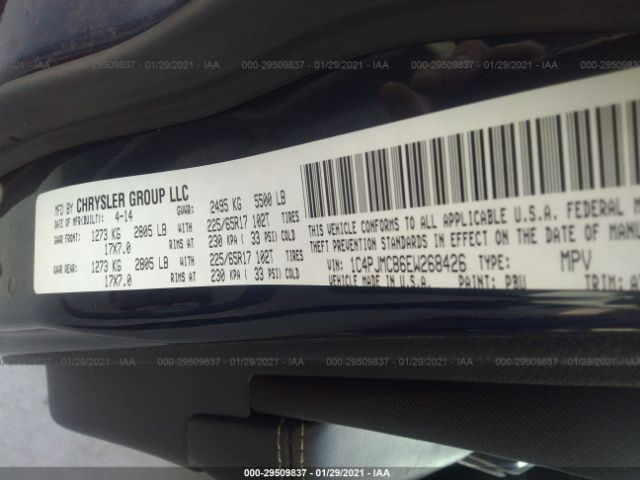 000-29509837 - 01/29/2021 - IAA
MFD BY CHRYSLER GROUP LLC
DATE OF MFR(BUILT): 4-14 GVWR: 2495 KG 5500 LB
GAWR FRONT: 1273 KG 2805 LB WITH 225/65R17 102T TIRES
17X7.0 RIMS AT 230 KPA ( 33 PSI) COLD
GAWR REAR: 1273 KG 2805 LB WITH 225/65R17 102T TIRES
17X7.0 RIMS AT 230 KPA ( 33 PSI) COLD
THIS VEHICLE CONFORMS TO ALL APPLICABLE U.S.A. FEDERAL
THEFT PREVENTION STANDARDS IN EFFECT ON THE DATE OF
VIN: 1C4PJMCB6EW268426 TYPE: MPV
VEHICLE MADE IN U.S.A. PAINT: PBU TRIM:
000-29509837 - 01/29/2021 - IAA